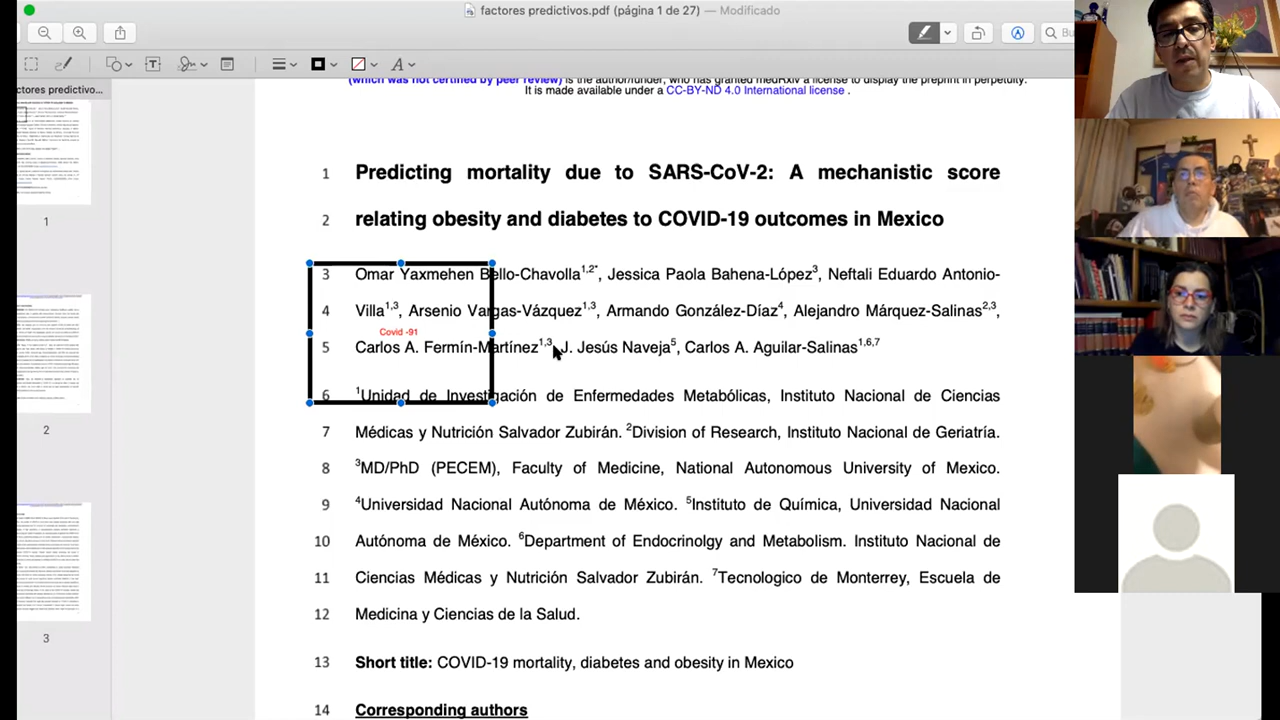 factores predictivos.pdf (página 1 de 27) — Modificado
Bu
ctores predictivo...
(which was not certified by peer review) is the author/funder, who has granted medRxiv a license to display the preprint in perpetuity.
It is made available under a CC-BY-ND 4.0 International license .
1 Predicting mortality due to SARS-CoV-2: A mechanistic score
2 relating obesity and diabetes to COVID-19 outcomes in Mexico
3 Omar Yaxmehen Bello-Chavolla1,2*, Jessica Paola Bahena-López3, Neftali Eduardo Antonio-
Villa1,3, Arsenio Vargas-Vázquez1,3, Armando González-Díaz, Alejandro Márquez-Salinas2,3,
Covid -91
Carlos A. Fermín-Martínez1,3, J. Jesús Naveja5, Carlos A. Aguilar-Salinas1,6,7
1Unidad de Investigación de Enfermedades Metabólicas, Instituto Nacional de Ciencias
7 Médicas y Nutrición Salvador Zubirán. 2Division of Research, Instituto Nacional de Geriatría.
8 3MD/PhD (PECEM), Faculty of Medicine, National Autonomous University of Mexico.
9 4Universidad Autónoma de México. 5Instituto de Química, Universidad Nacional
10 Autónoma de México. 6Department of Endocrinology and Metabolism. Instituto Nacional de
11 Ciencias Médicas y Nutrición Salvador Zubirán. Tecnológico de Monterrey, Escuela de
12 Medicina y Ciencias de la Salud.
13 Short title: COVID-19 mortality, diabetes and obesity in Mexico
14 Corresponding authors
1
2
3